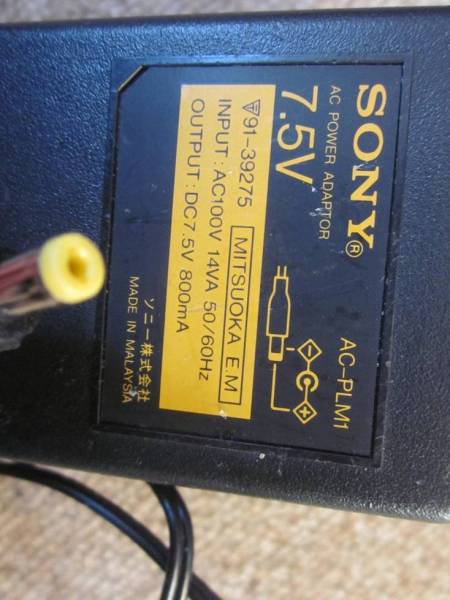 SONY®
AC POWER ADAPTOR AC-PLM1
7.5V
91-39275 MITSUOKA E.M
INPUT : AC100V 14VA 50/60Hz
OUTPUT : DC7.5V 800mA
ソニー株式会社
MADE IN MALAYSIA